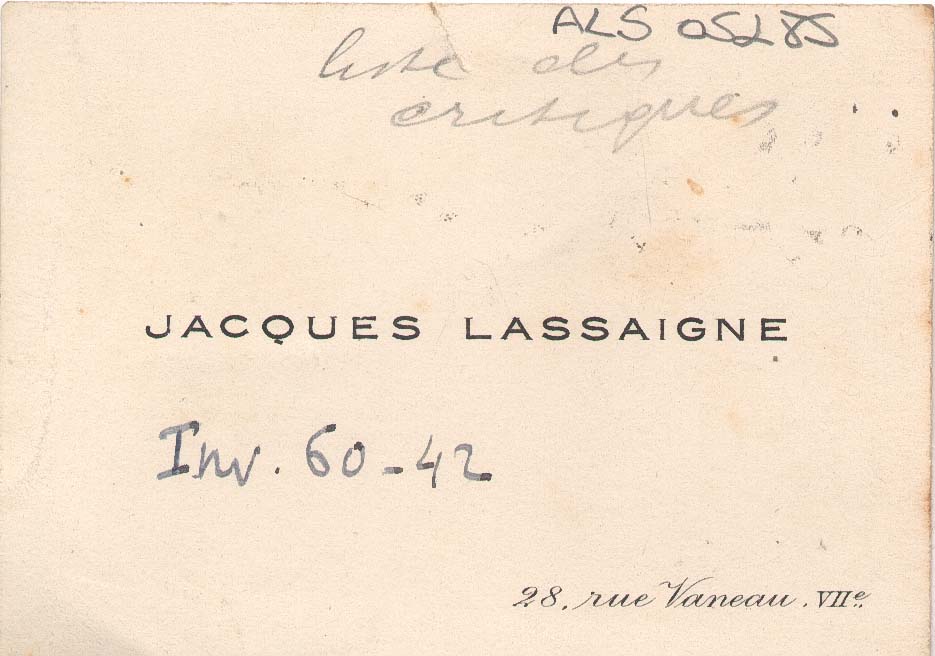 ALS 05285
liste des
critiques
JACQUES LASSAIGNE
Inv. 60-42
28, rue Vaneau. VIIe.